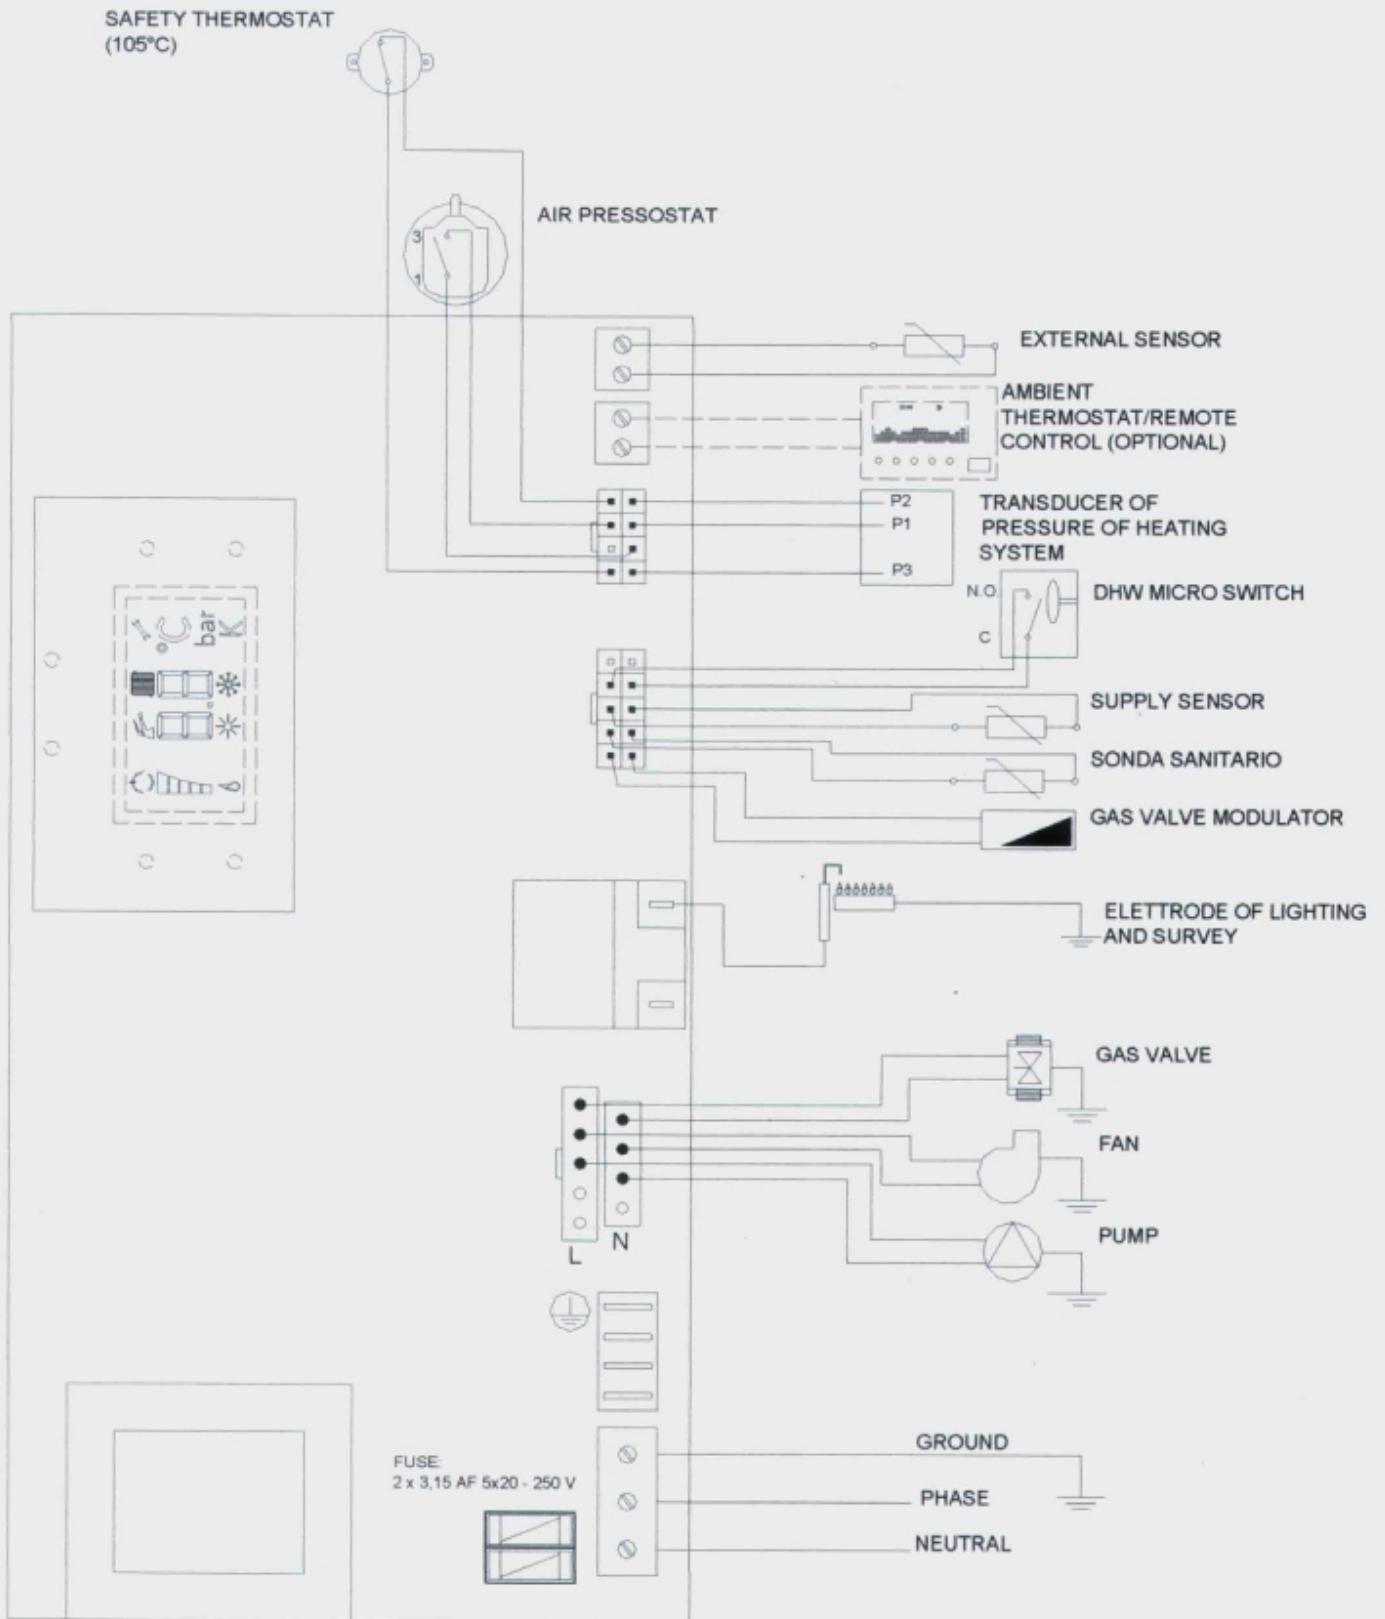 SAFETY THERMOSTAT
(105°C)
AIR PRESSOSTAT
3
1
EXTERNAL SENSOR
AMBIENT
THERMOSTAT/REMOTE
CONTROL (OPTIONAL)
P2
P1
P3
TRANSDUCER OF
PRESSURE OF HEATING
SYSTEM
N.O.
C
DHW MICRO SWITCH
°C
bar
K
SUPPLY SENSOR
SONDA SANITARIO
GAS VALVE MODULATOR
ELETTRODE OF LIGHTING
AND SURVEY
GAS VALVE
FAN
PUMP
L
N
FUSE:
2 x 3,15 AF 5x20 - 250 V
GROUND
PHASE
NEUTRAL